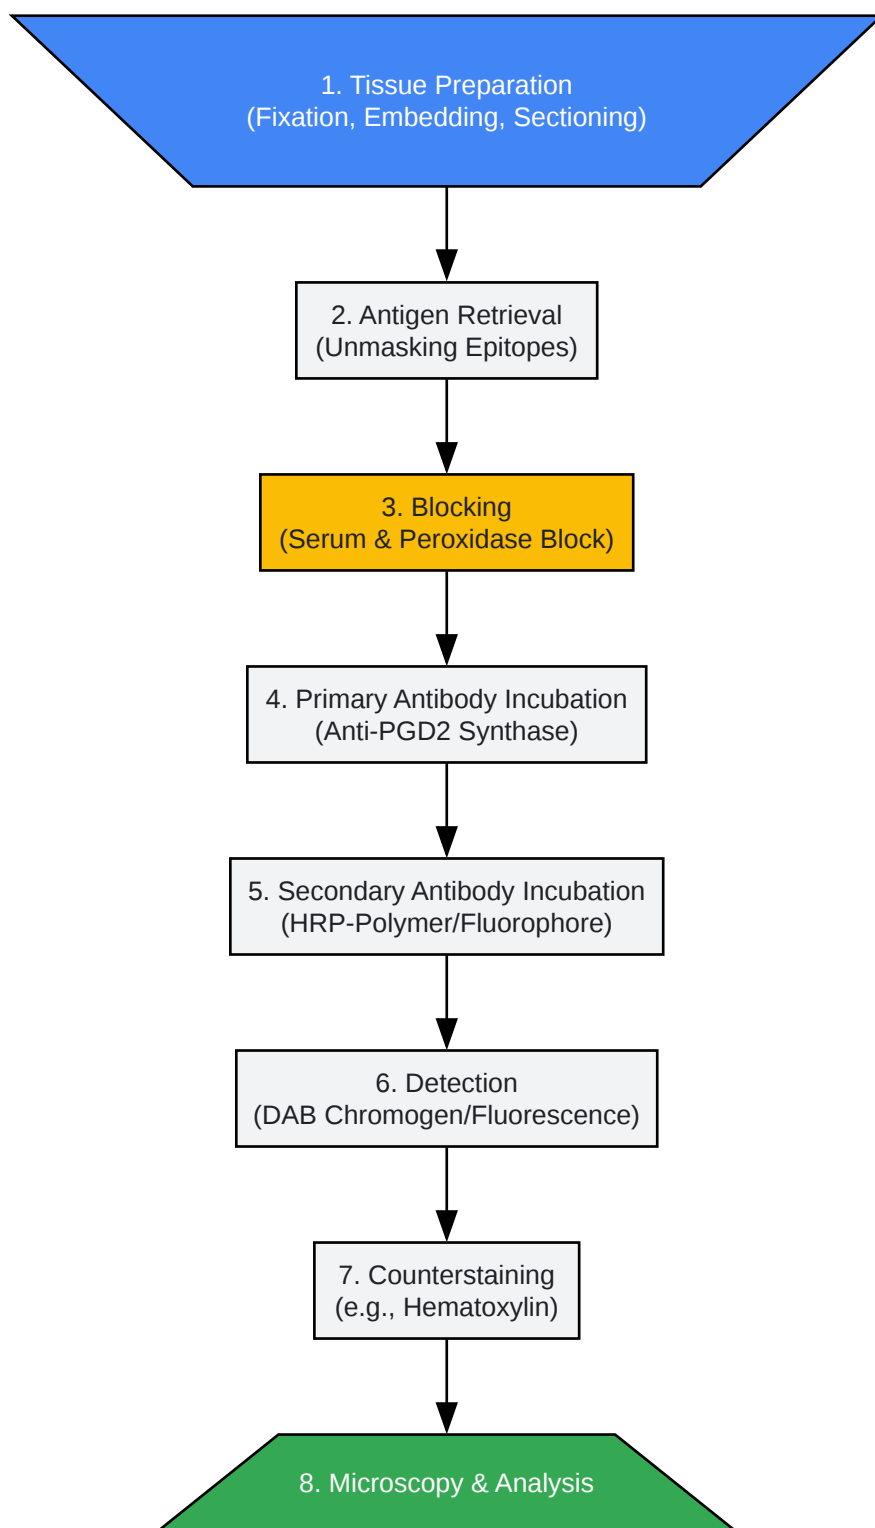 1. Tissue Preparation
(Fixation, Embedding, Sectioning)
2. Antigen Retrieval
(Unmasking Epitopes)
3. Blocking
(Serum & Peroxidase Block)
4. Primary Antibody Incubation
(Anti-PGD2 Synthase)
5. Secondary Antibody Incubation
(HRP-Polymer/Fluorophore)
6. Detection
(DAB Chromogen/Fluorescence)
7. Counterstaining
(e.g., Hematoxylin)
8. Microscopy & Analysis